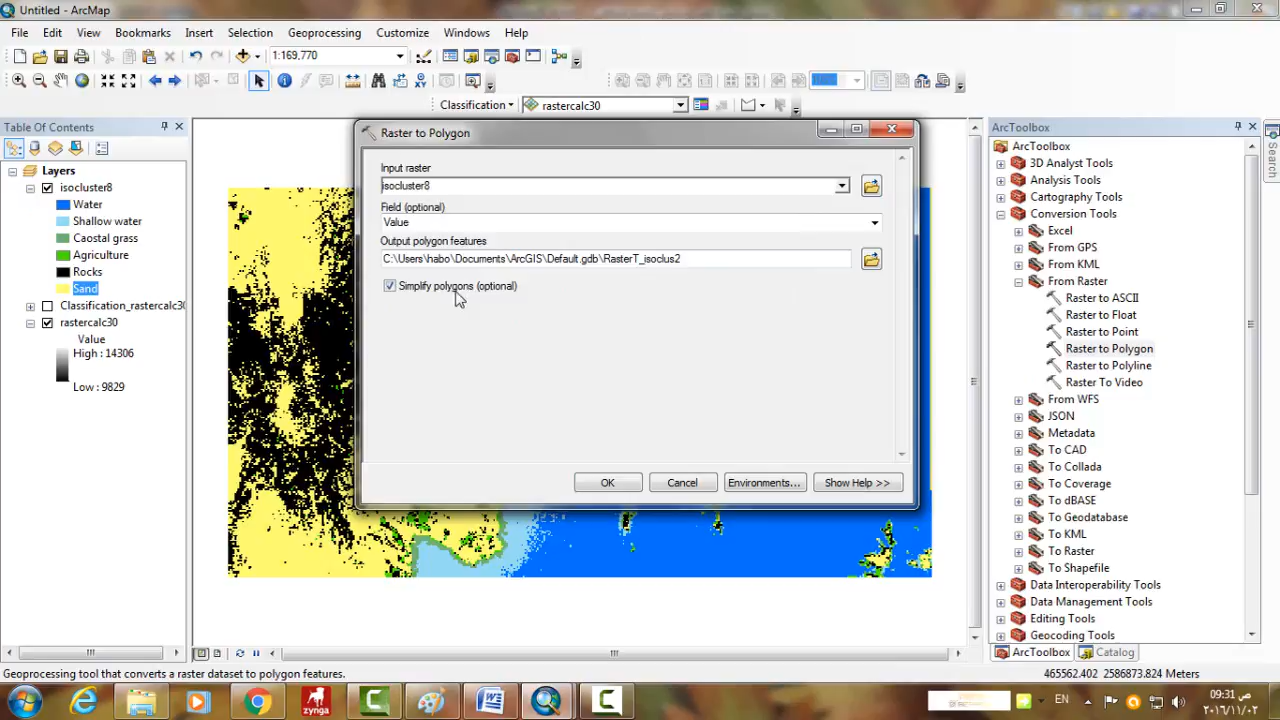 Untitled - ArcMap
File Edit View Bookmarks Insert Selection Geoprocessing Customize Windows Help
1:169,770
Classification rastercalc30
Table Of Contents
Layers
isocluster8
Water
Shallow water
Caostal grass
Agriculture
Rocks
Sand
Classification_rastercalc30
rastercalc30
Value
High : 14306
Low : 9829
Raster to Polygon
Input raster
isocluster8
Field (optional)
Value
Output polygon features
C:\Users\habo\Documents\ArcGIS\Default.gdb\RasterT_isoclus2
Simplify polygons (optional)
OK Cancel Environments... Show Help >>
ArcToolbox
ArcToolbox
3D Analyst Tools
Analysis Tools
Cartography Tools
Conversion Tools
Excel
From GPS
From KML
From Raster
Raster to ASCII
Raster to Float
Raster to Point
Raster to Polygon
Raster to Polyline
Raster To Video
From WFS
JSON
Metadata
To CAD
To Collada
To Coverage
To dBASE
To Geodatabase
To KML
To Raster
To Shapefile
Data Interoperability Tools
Data Management Tools
Editing Tools
Geocoding Tools
ArcToolbox Catalog
Search
Geoprocessing tool that converts a raster dataset to polygon features.
465562.402 2586873.824 Meters
zynga
EN
09:31 ص
٢٠١٦/١١/٠٢